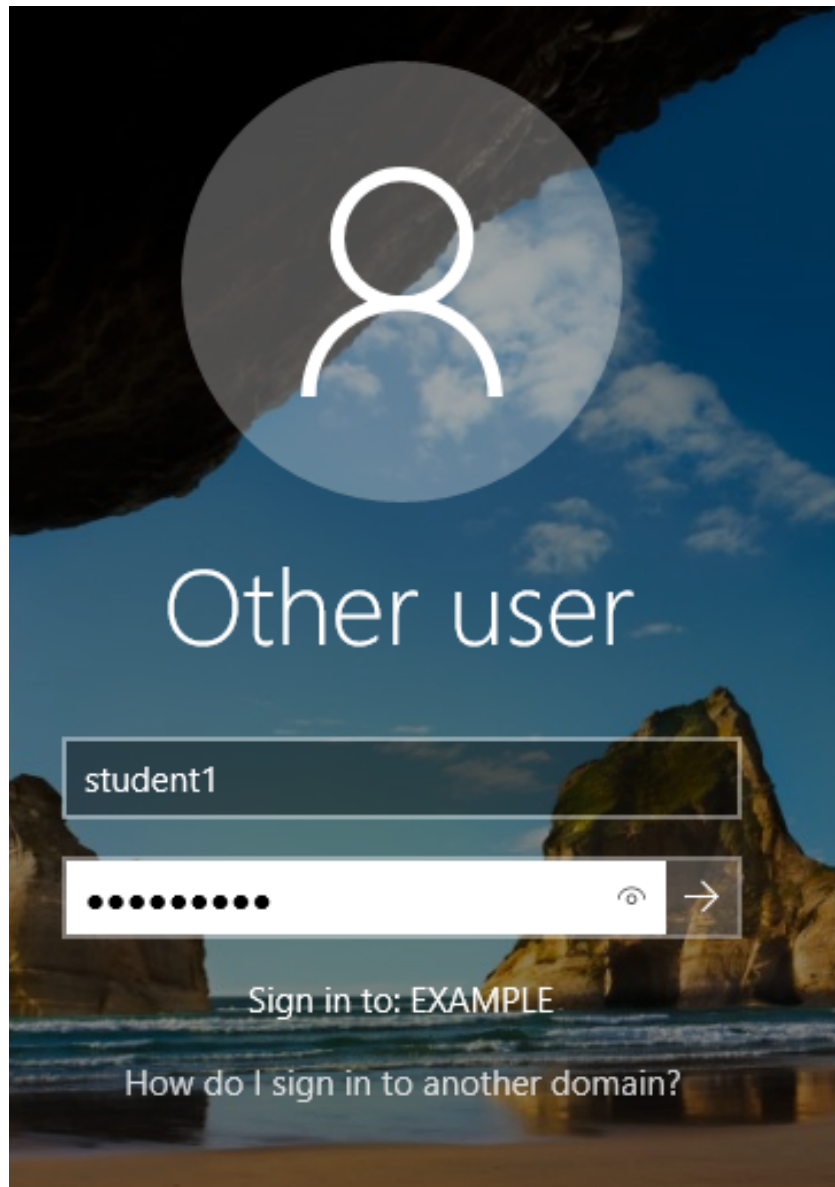 Other user
student1
●●●●●●●●●
Sign in to: EXAMPLE
How do I sign in to another domain?